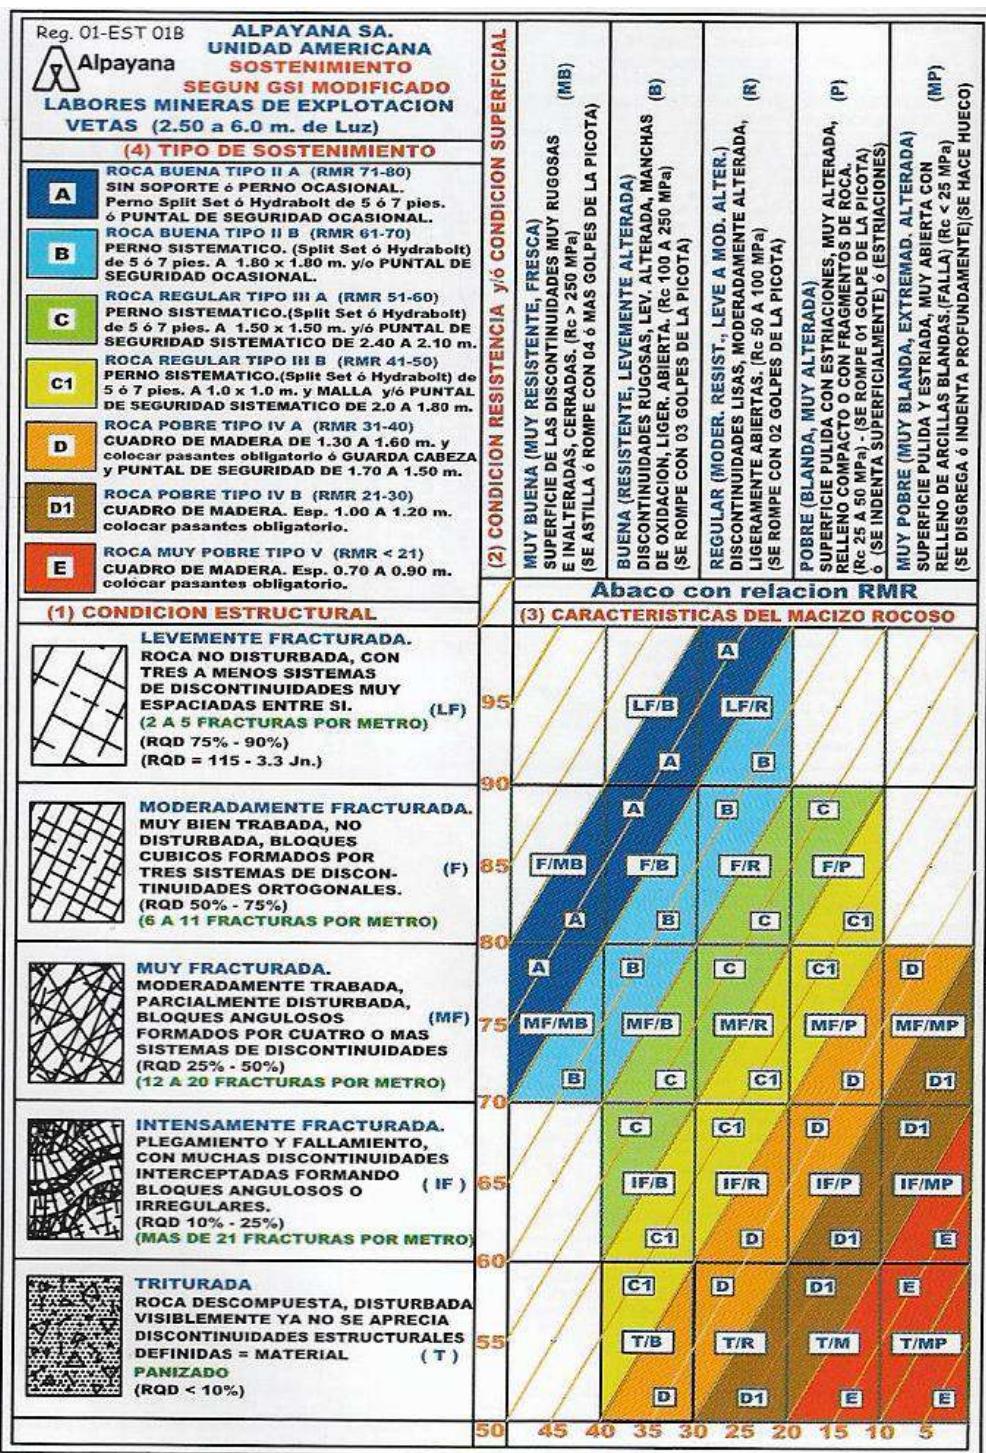 Reg. 01-EST 01B
Alpayana
ALPAYANA SA.
UNIDAD AMERICANA
SOSTENIMIENTO
SEGUN GSI MODIFICADO
LABORES MINERAS DE EXPLOTACION
VETAS (2.50 a 6.0 m. de Luz)
(4) TIPO DE SOSTENIMIENTO
A
ROCA BUENA TIPO II A (RMR 71-80)
SIN SOPORTE ó PERNO OCASIONAL.
Perno Split Set ó Hydrabolt de 5 ó 7 pies.
ó PUNTAL DE SEGURIDAD OCASIONAL.
B
ROCA BUENA TIPO II B (RMR 61-70)
PERNO SISTEMATICO. (Split Set ó Hydrabolt)
de 5 ó 7 pies. A 1.80 x 1.80 m. y/o PUNTAL DE
SEGURIDAD OCASIONAL.
C
ROCA REGULAR TIPO III A (RMR 51-60)
PERNO SISTEMATICO.(Split Set ó Hydrabolt)
de 5 ó 7 pies. A 1.50 x 1.50 m. y/ó PUNTAL DE
SEGURIDAD SISTEMATICO DE 2.40 A 2.10 m.
C1
ROCA REGULAR TIPO III B (RMR 41-50)
PERNO SISTEMATICO.(Split Set ó Hydrabolt) de
5 ó 7 pies. A 1.0 x 1.0 m. y MALLA y/ó PUNTAL
DE SEGURIDAD SISTEMATICO DE 2.0 A 1.80 m.
D
ROCA POBRE TIPO IV A (RMR 31-40)
CUADRO DE MADERA DE 1.30 A 1.60 m. y
colocar pasantes obligatorio ó GUARDA CABEZA
y PUNTAL DE SEGURIDAD DE 1.70 A 1.50 m.
D1
ROCA POBRE TIPO IV B (RMR 21-30)
CUADRO DE MADERA. Esp. 1.00 A 1.20 m.
colocar pasantes obligatorio.
E
ROCA MUY POBRE TIPO V (RMR < 21)
CUADRO DE MADERA. Esp. 0.70 A 0.90 m.
colocar pasantes obligatorio.
(2) CONDICION RESISTENCIA y/ó CONDICION SUPERFICIAL
MUY BUENA (MUY RESISTENTE, FRESCA) (MB)
SUPERFICIE DE LAS DISCONTINUIDADES MUY RUGOSAS
E INALTERADAS, CERRADAS. (Rc > 250 MPa)
(SE ASTILLA ó ROMPE CON 04 ó MAS GOLPES DE LA PICOTA)
BUENA (RESISTENTE, LEVEMENTE ALTERADA) (B)
DISCONTINUIDADES RUGOSAS, LEV. ALTERADA, MANCHAS
DE OXIDACION, LIGER. ABIERTA. (Rc 100 A 250 MPa)
(SE ROMPE CON 03 GOLPES DE LA PICOTA)
REGULAR (MODER. RESIST., LEVE A MOD. ALTER.) (R)
DISCONTINUIDADES LISAS, MODERADAMENTE ALTERADA,
LIGERAMENTE ABIERTAS. (Rc 50 A 100 MPa)
(SE ROMPE CON 02 GOLPES DE LA PICOTA)
POBRE (BLANDA, MUY ALTERADA) (P)
SUPERFICIE PULIDA CON ESTRIACIONES, MUY ALTERADA,
RELLENO COMPACTO O CON FRAGMENTOS DE ROCA.
(Rc 25 A 50 MPa) - (SE ROMPE 01 GOLPE DE LA PICOTA)
ó (SE INDENTA SUPERFICIALMENTE) ó (ESTRIACIONES)
MUY POBRE (MUY BLANDA, EXTREMAD. ALTERADA) (MP)
SUPERFICIE PULIDA Y ESTRIADA, MUY ABIERTA CON
RELLENO DE ARCILLAS BLANDAS.(FALLA) (Rc < 25 MPa)
(SE DISGREGA ó INDENTA PROFUNDAMENTE)(SE HACE HUECO)
Abaco con relacion RMR
(1) CONDICION ESTRUCTURAL
(3) CARACTERISTICAS DEL MACIZO ROCOSO
LEVEMENTE FRACTURADA.
ROCA NO DISTURBADA, CON
TRES A MENOS SISTEMAS
DE DISCONTINUIDADES MUY
ESPACIADAS ENTRE SI. (LF)
(2 A 5 FRACTURAS POR METRO)
(RQD 75% - 90%)
(RQD = 115 - 3.3 Jn.)
A
95 LF/B LF/R
A B
90
MODERADAMENTE FRACTURADA.
MUY BIEN TRABADA, NO
DISTURBADA, BLOQUES
CUBICOS FORMADOS POR
TRES SISTEMAS DE DISCON-
TINUIDADES ORTOGONALES. (F)
(RQD 50% - 75%)
(6 A 11 FRACTURAS POR METRO)
A B C
85 F/MB F/B F/R F/P
A B C C1
80
MUY FRACTURADA.
MODERADAMENTE TRABADA,
PARCIALMENTE DISTURBADA,
BLOQUES ANGULOSOS (MF)
FORMADOS POR CUATRO O MAS
SISTEMAS DE DISCONTINUIDADES
(RQD 25% - 50%)
(12 A 20 FRACTURAS POR METRO)
A B C C1 D
75 MF/MB MF/B MF/R MF/P MF/MP
B C C1 D D1
70
INTENSAMENTE FRACTURADA.
PLEGAMIENTO Y FALLAMIENTO,
CON MUCHAS DISCONTINUIDADES
INTERCEPTADAS FORMANDO
BLOQUES ANGULOSOS O ( IF )
IRREGULARES.
(RQD 10% - 25%)
(MAS DE 21 FRACTURAS POR METRO)
C C1 D D1
65 IF/B IF/R IF/P IF/MP
C1 D D1 E
60
TRITURADA
ROCA DESCOMPUESTA, DISTURBADA
VISIBLEMENTE YA NO SE APRECIA
DISCONTINUIDADES ESTRUCTURALES
DEFINIDAS = MATERIAL ( T )
PANIZADO
(RQD < 10%)
C1 D D1 E
55 T/B T/R T/M T/MP
D D1 E E
50 45 40 35 30 25 20 15 10 5